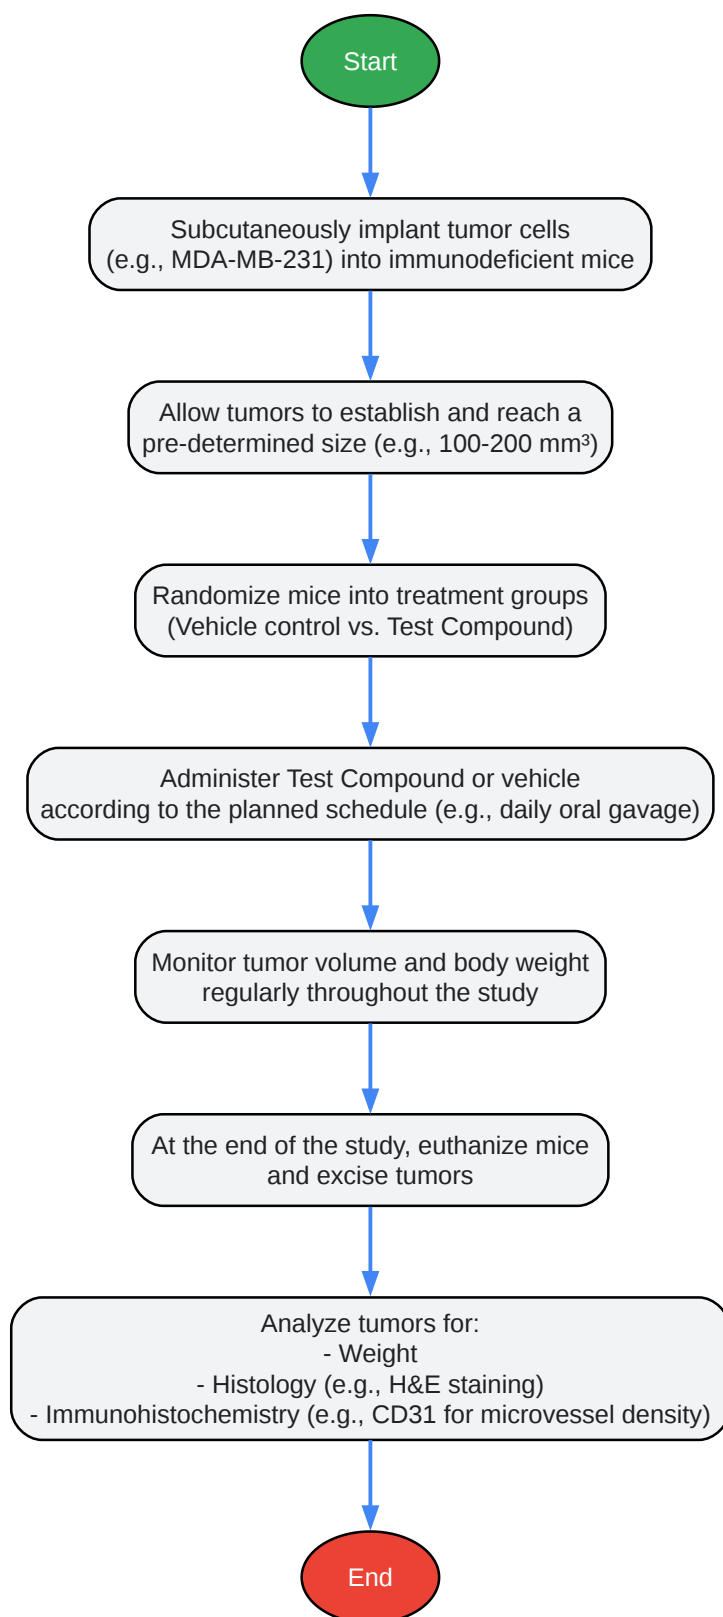 Start
Subcutaneously implant tumor cells
(e.g., MDA-MB-231) into immunodeficient mice
Allow tumors to establish and reach a
pre-determined size (e.g., 100-200 mm³)
Randomize mice into treatment groups
(Vehicle control vs. Test Compound)
Administer Test Compound or vehicle
according to the planned schedule (e.g., daily oral gavage)
Monitor tumor volume and body weight
regularly throughout the study
At the end of the study, euthanize mice
and excise tumors
Analyze tumors for:
- Weight
- Histology (e.g., H&E staining)
- Immunohistochemistry (e.g., CD31 for microvessel density)
End